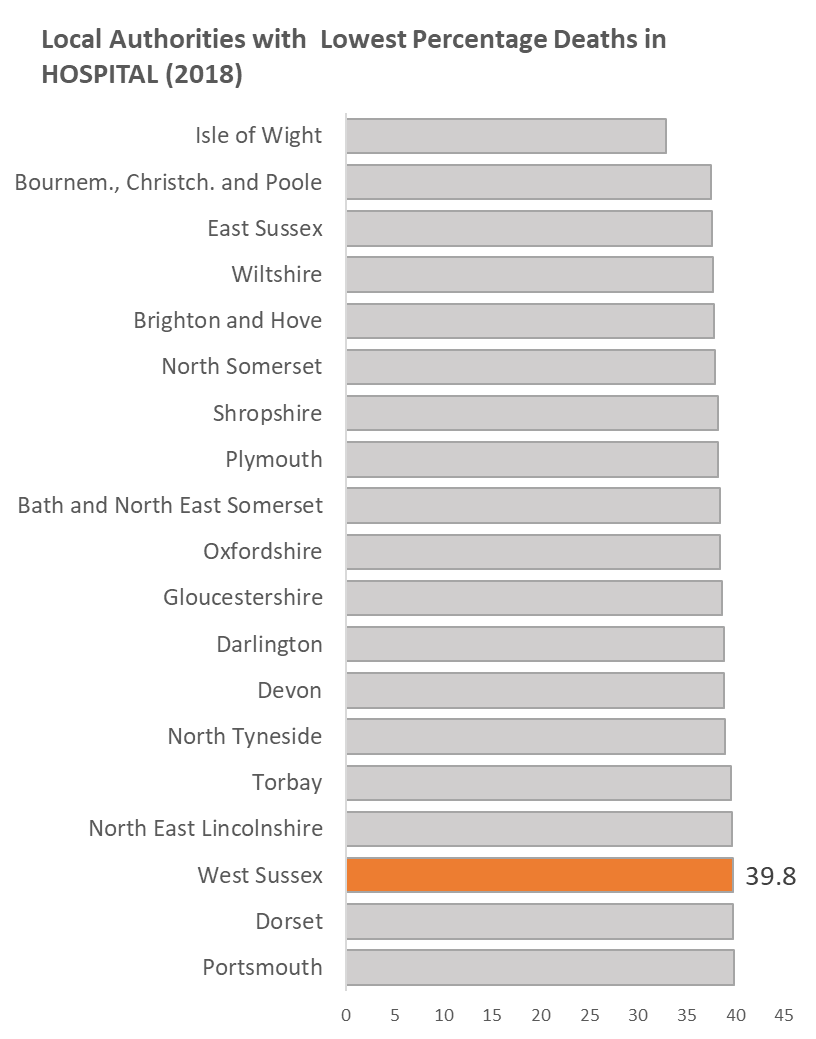 Local Authorities with  Lowest Percentage Deaths in
HOSPITAL (2018)
Isle of Wight
Bournem., Christch. and Poole
East Sussex
Wiltshire
Brighton and Hove
North Somerset
Shropshire
Plymouth
Bath and North East Somerset
Oxfordshire
Gloucestershire
Darlington
Devon
North Tyneside
Torbay
North East Lincolnshire
West Sussex 39.8
Dorset
Portsmouth
0 5 10 15 20 25 30 35 40 45